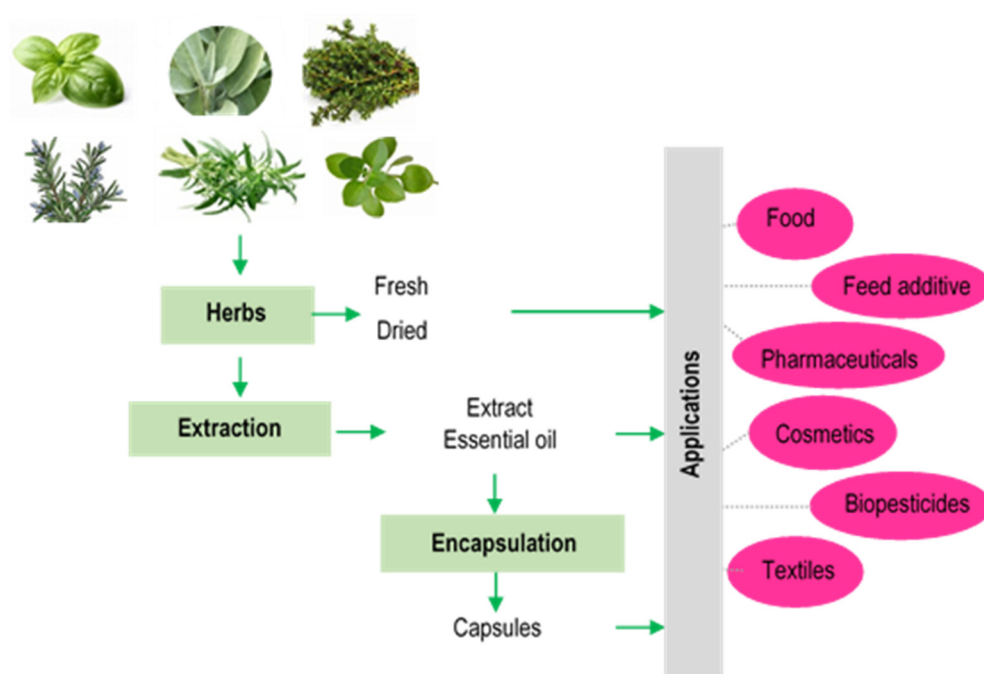 Herbs
Fresh
Dried
Extraction
Extract
Essential oil
Encapsulation
Capsules
Applications
Food
Feed additive
Pharmaceuticals
Cosmetics
Biopesticides
Textiles